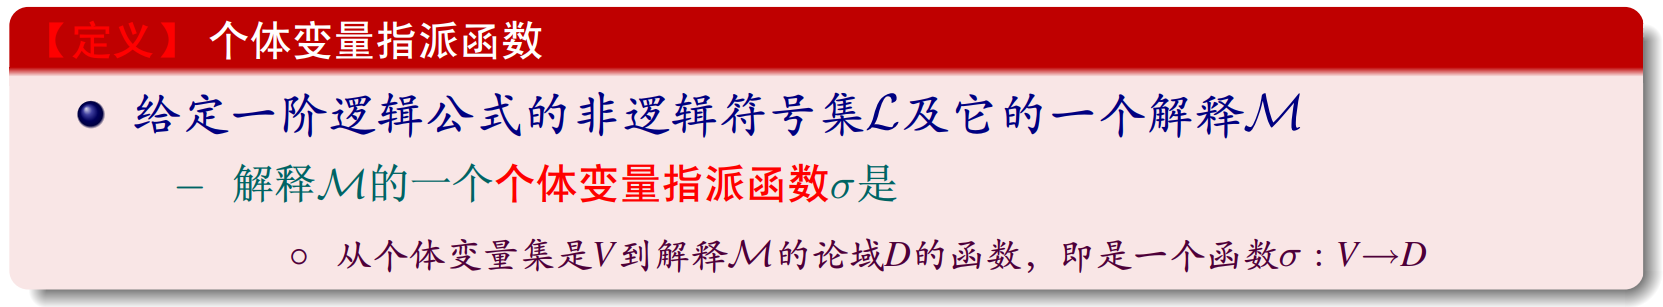 【定义】 个体变量指派函数
给定一阶逻辑公式的非逻辑符号集ℒ及它的一个解释ℳ
– 解释ℳ的一个个体变量指派函数σ是
○ 从个体变量集是V到解释ℳ的论域D的函数，即是一个函数σ : V→D